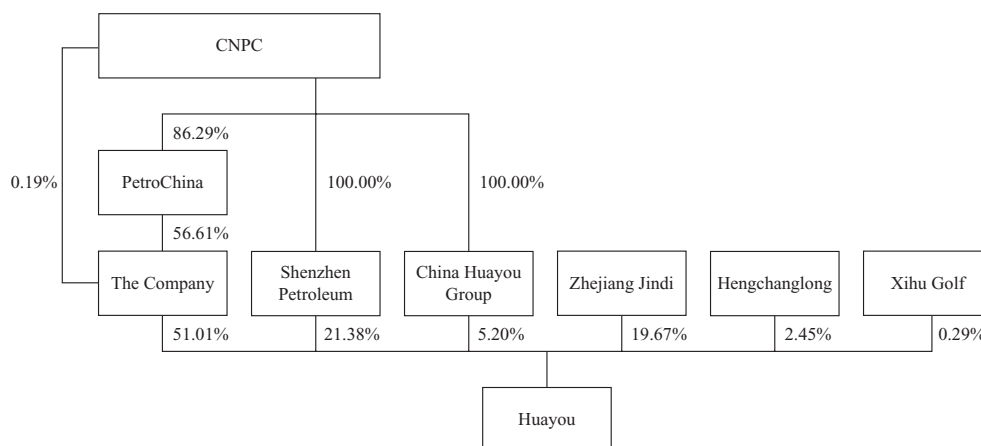 CNPC
86.29%
PetroChina
0.19%
100.00%
100.00%
56.61%
The Company
Shenzhen
Petroleum
China Huayou
Group
Zhejiang Jindi
Hengchanglong
Xihu Golf
51.01%
21.38%
5.20%
19.67%
2.45%
0.29%
Huayou